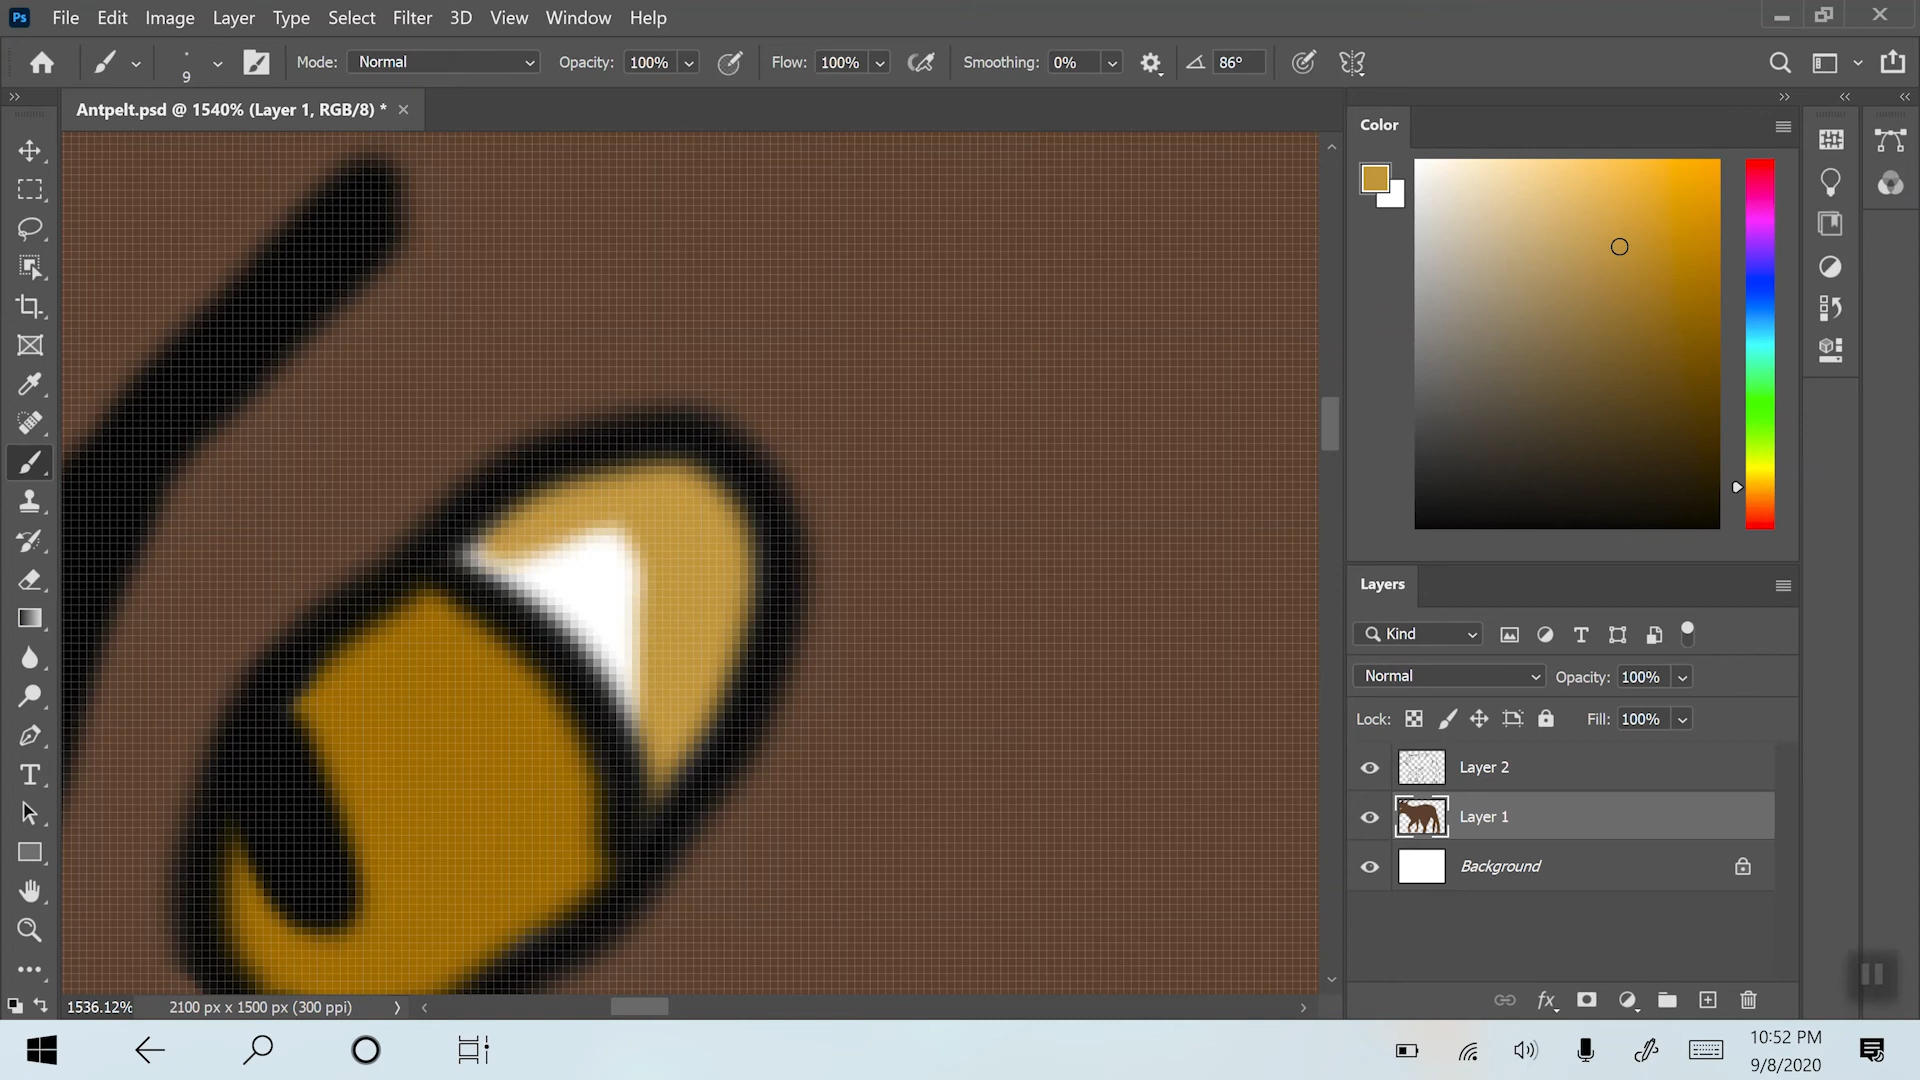 Ps File Edit Image Layer Type Select Filter 3D View Window Help
9 Mode: Normal Opacity: 100% Flow: 100% Smoothing: 0% 86°
Antpelt.psd @ 1540% (Layer 1, RGB/8) *
Color
Layers
Kind
Normal Opacity: 100%
Lock: Fill: 100%
Layer 2
Layer 1
Background
fx
1536.12% 2100 px x 1500 px (300 ppi)
10:52 PM
9/8/2020